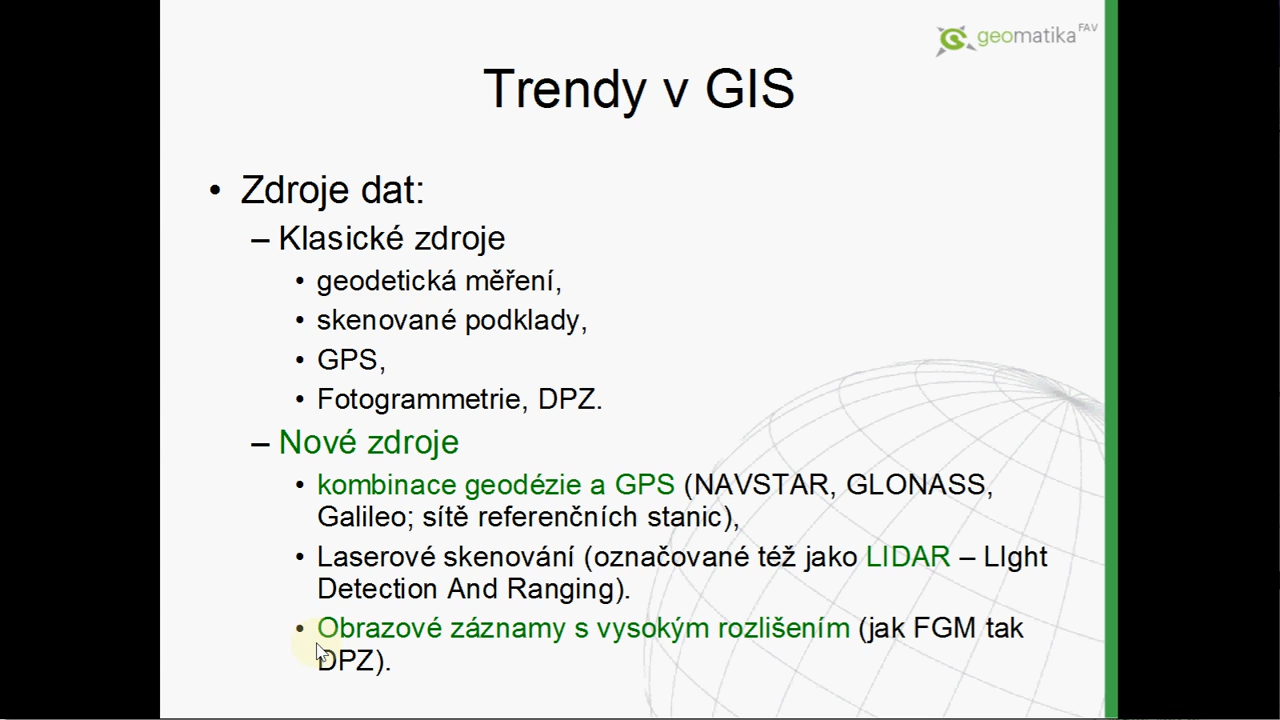 geomatika FAV
Trendy v GIS
• Zdroje dat:
– Klasické zdroje
• geodetická měření,
• skenované podklady,
• GPS,
• Fotogrammetrie, DPZ.
– Nové zdroje
• kombinace geodézie a GPS (NAVSTAR, GLONASS,
Galileo; sítě referenčních stanic),
• Laserové skenování (označované též jako LIDAR – LIght
Detection And Ranging).
• Obrazové záznamy s vysokým rozlišením (jak FGM tak
DPZ).